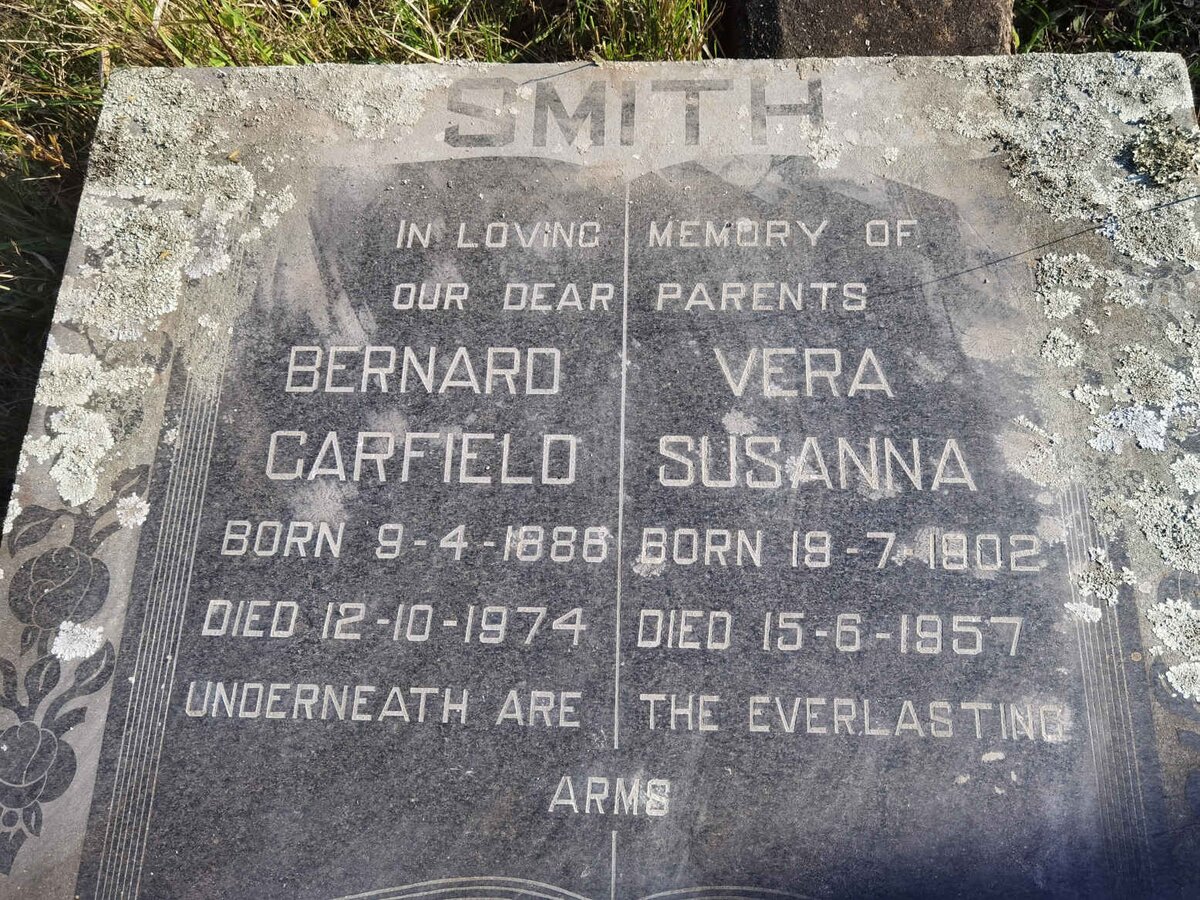 SMITH
IN LOVING MEMORY OF
OUR DEAR PARENTS
BERNARD VERA
GARFIELD SUSANNA
BORN 9-4-1886 BORN 19-7-1902
DIED 12-10-1974 DIED 15-6-1957
UNDERNEATH ARE THE EVERLASTING
ARMS